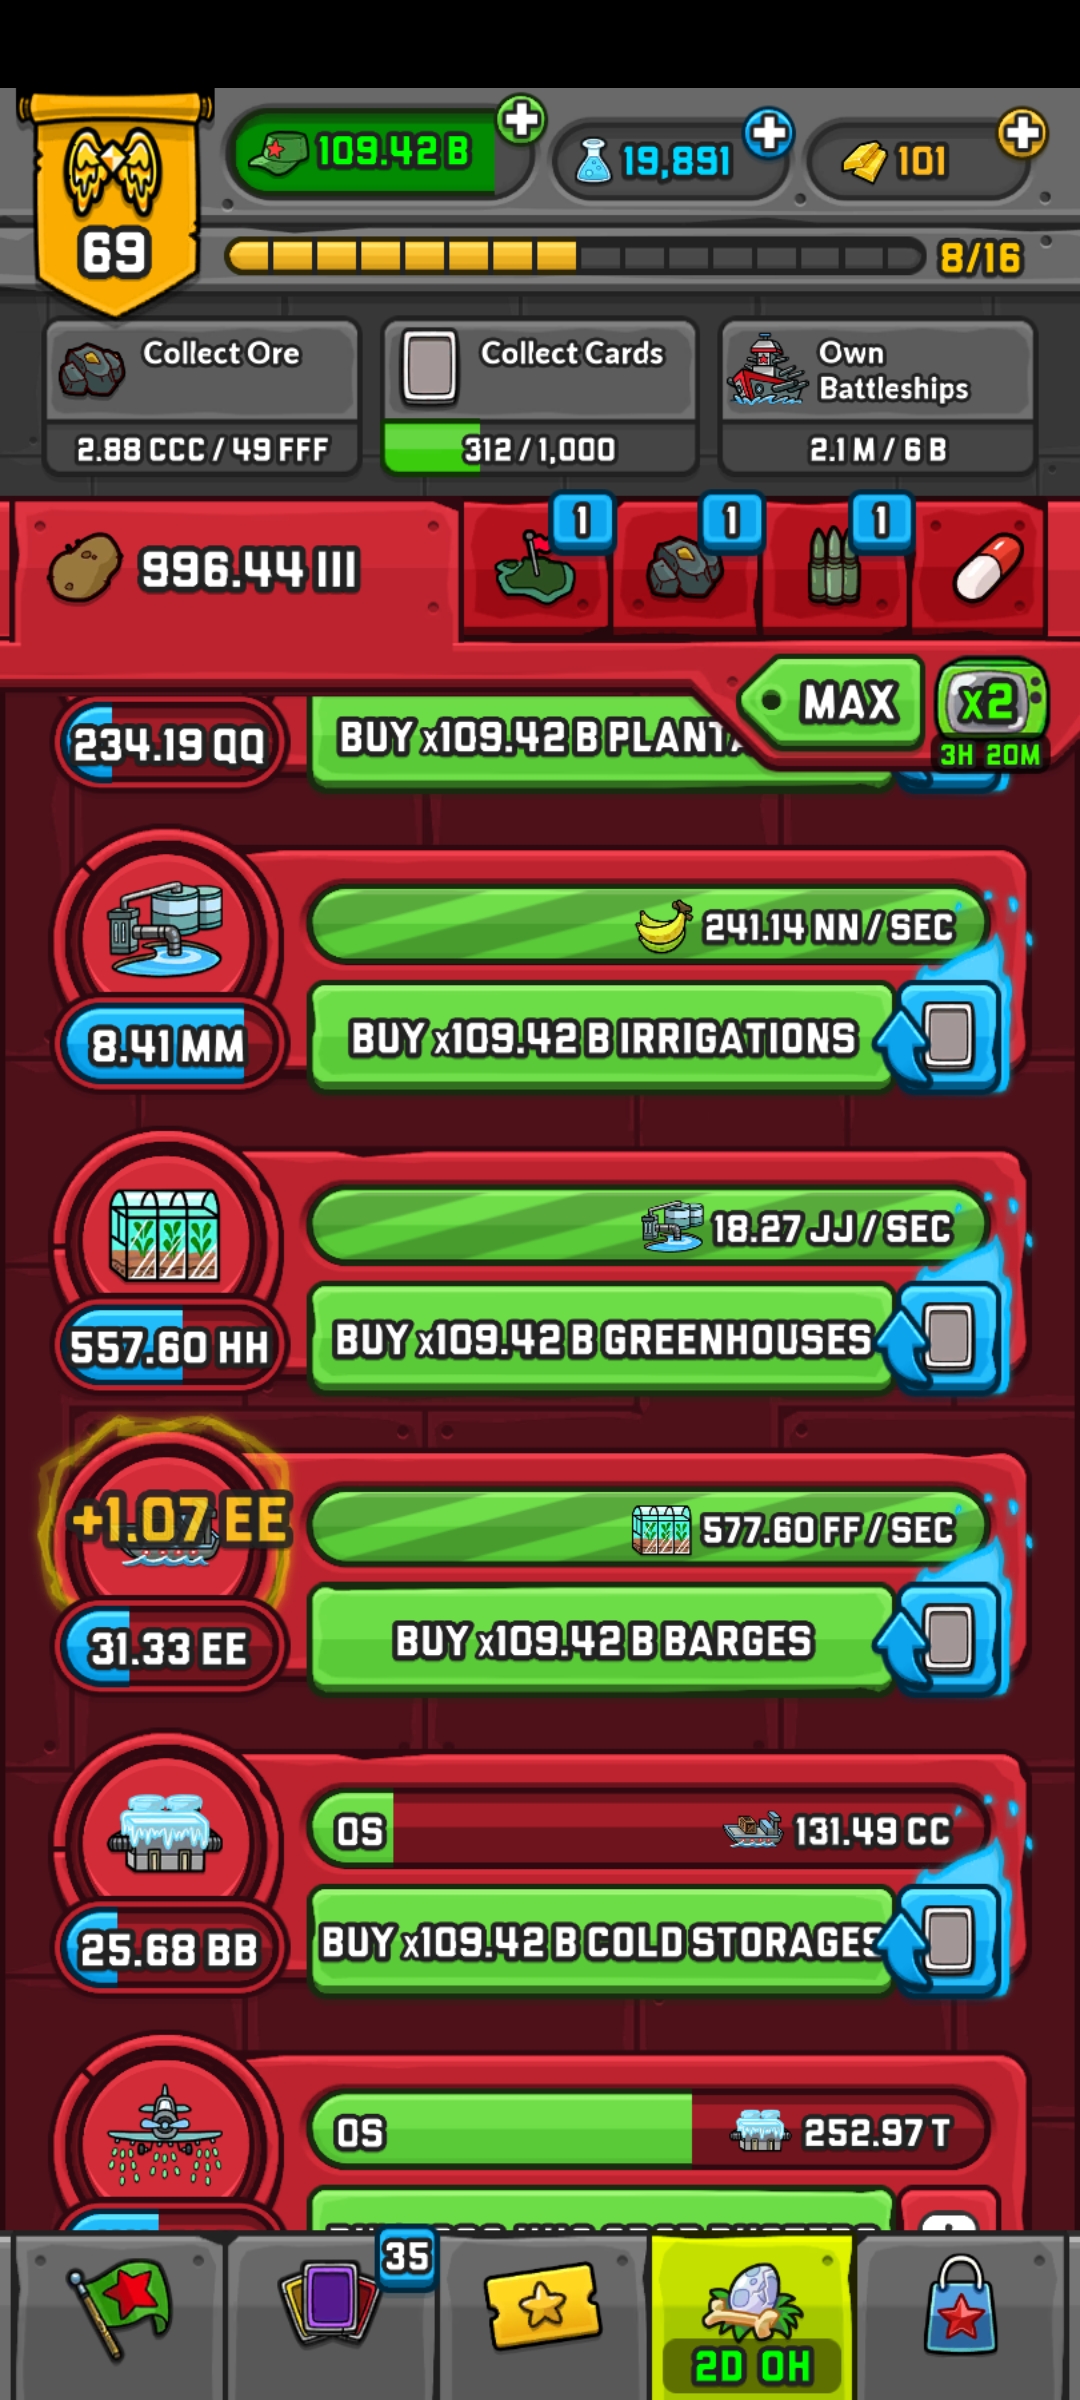 109.42 B
19,891
101
69
8/16
Collect Ore
2.88 CCC / 49 FFF
Collect Cards
312 / 1,000
Own
Battleships
2.1 M / 6 B
996.44 III
1
1
1
MAX
x2
3H 20M
234.19 QQ
BUY x109.42 B
241.14 NN / SEC
8.41 MM
BUY x109.42 B IRRIGATIONS
18.27 JJ / SEC
557.60 HH
BUY x109.42 B GREENHOUSES
+1.07 EE
577.60 FF / SEC
31.33 EE
BUY x109.42 B BARGES
0S
131.49 CC
25.68 BB
BUY x109.42 B COLD STORAGES
0S
252.97 T
35
2D 0H